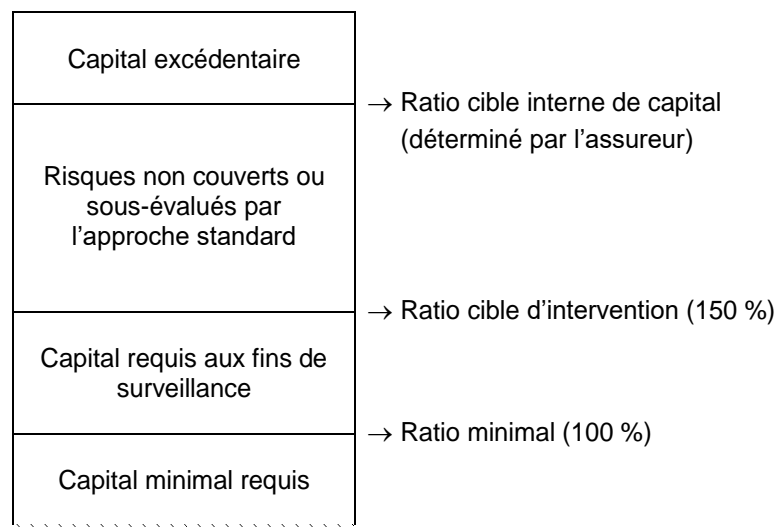 Capital excédentaire
→ Ratio cible interne de capital
(déterminé par l'assureur)
Risques non couverts ou
sous-évalués par
l'approche standard
→ Ratio cible d'intervention (150 %)
Capital requis aux fins de
surveillance
→ Ratio minimal (100 %)
Capital minimal requis